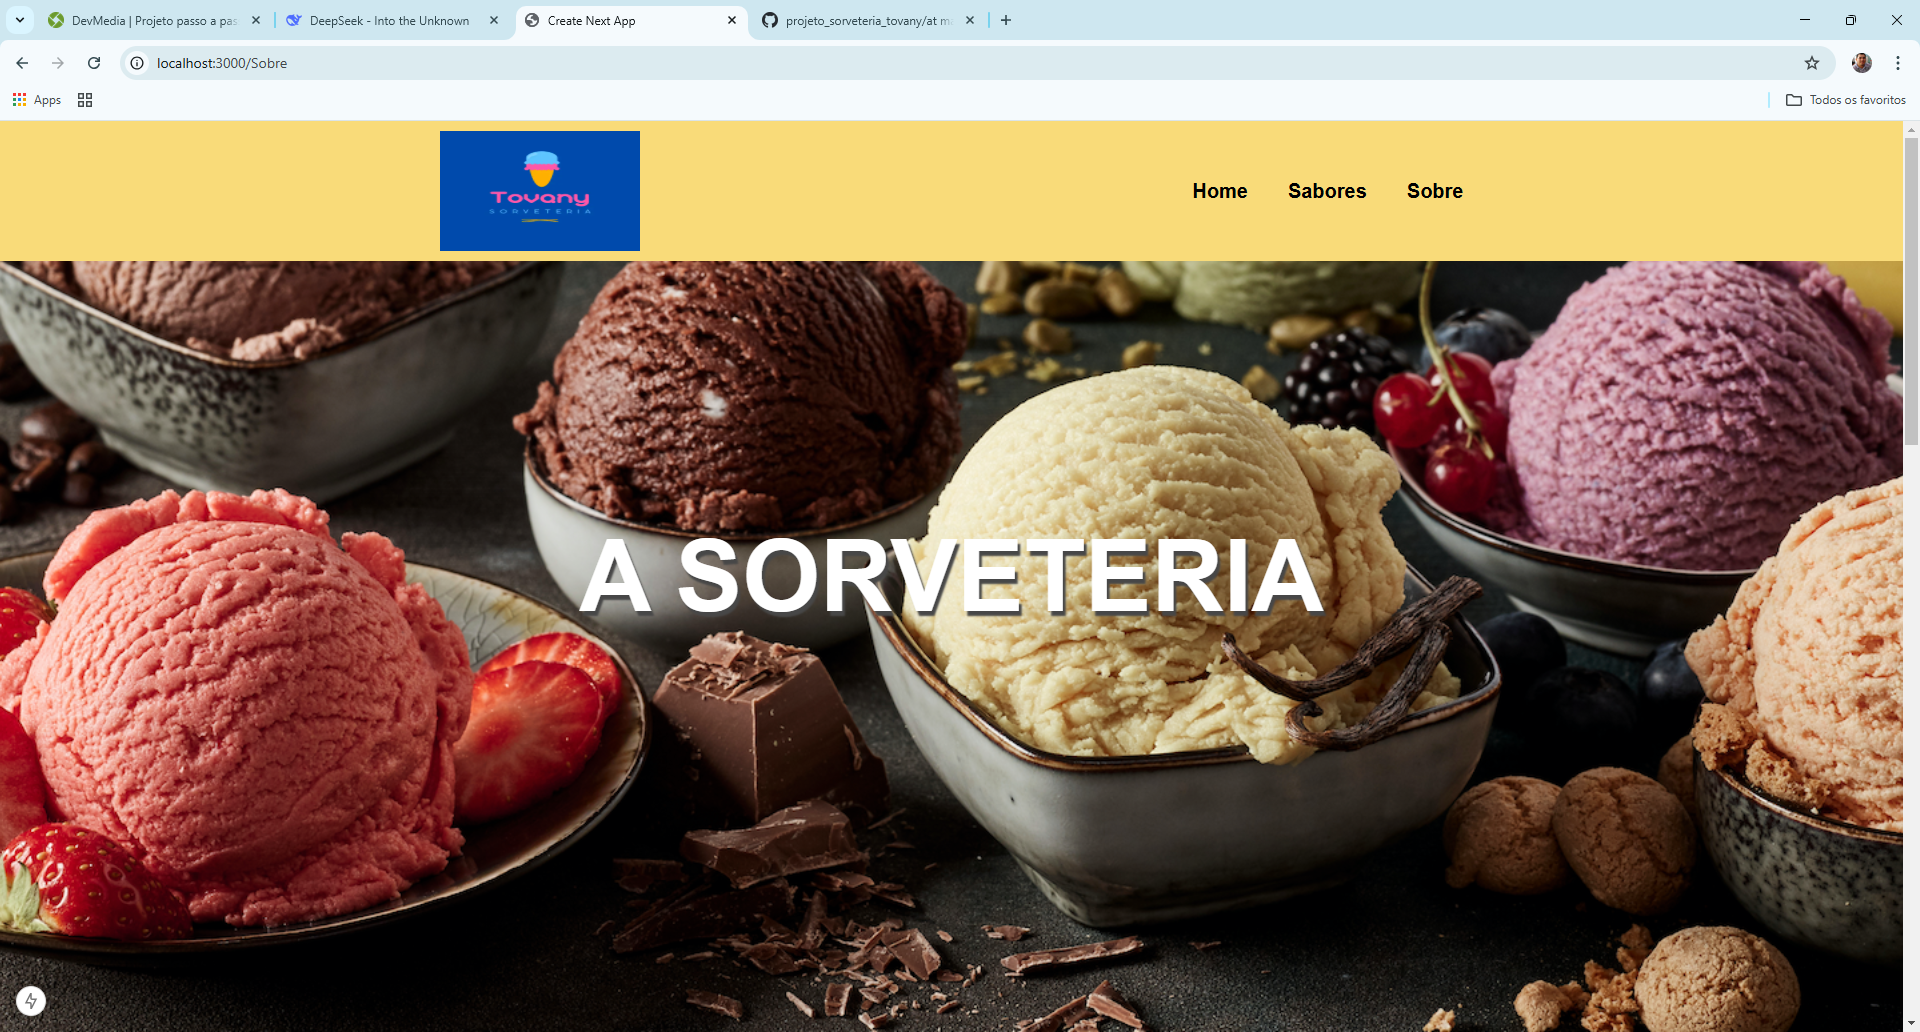 DevMedia | Projeto passo a pas
DeepSeek - Into the Unknown
Create Next App
projeto_sorveteria_tovany/at m
localhost:3000/Sobre
Apps
Todos os favoritos
Tovany
SORVETERIA
Home
Sabores
Sobre
A SORVETERIA